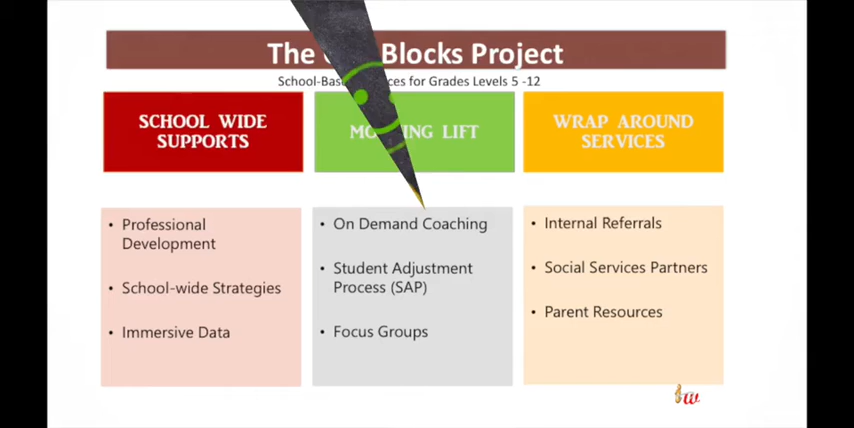 The Blocks Project
School-Bas ces for Grades Levels 5 -12
SCHOOL WIDE
SUPPORTS
LIFT
WRAP AROUND
SERVICES
• Professional
Development
• School-wide Strategies
• Immersive Data
• On Demand Coaching
• Student Adjustment
Process (SAP)
• Focus Groups
• Internal Referrals
• Social Services Partners
• Parent Resources